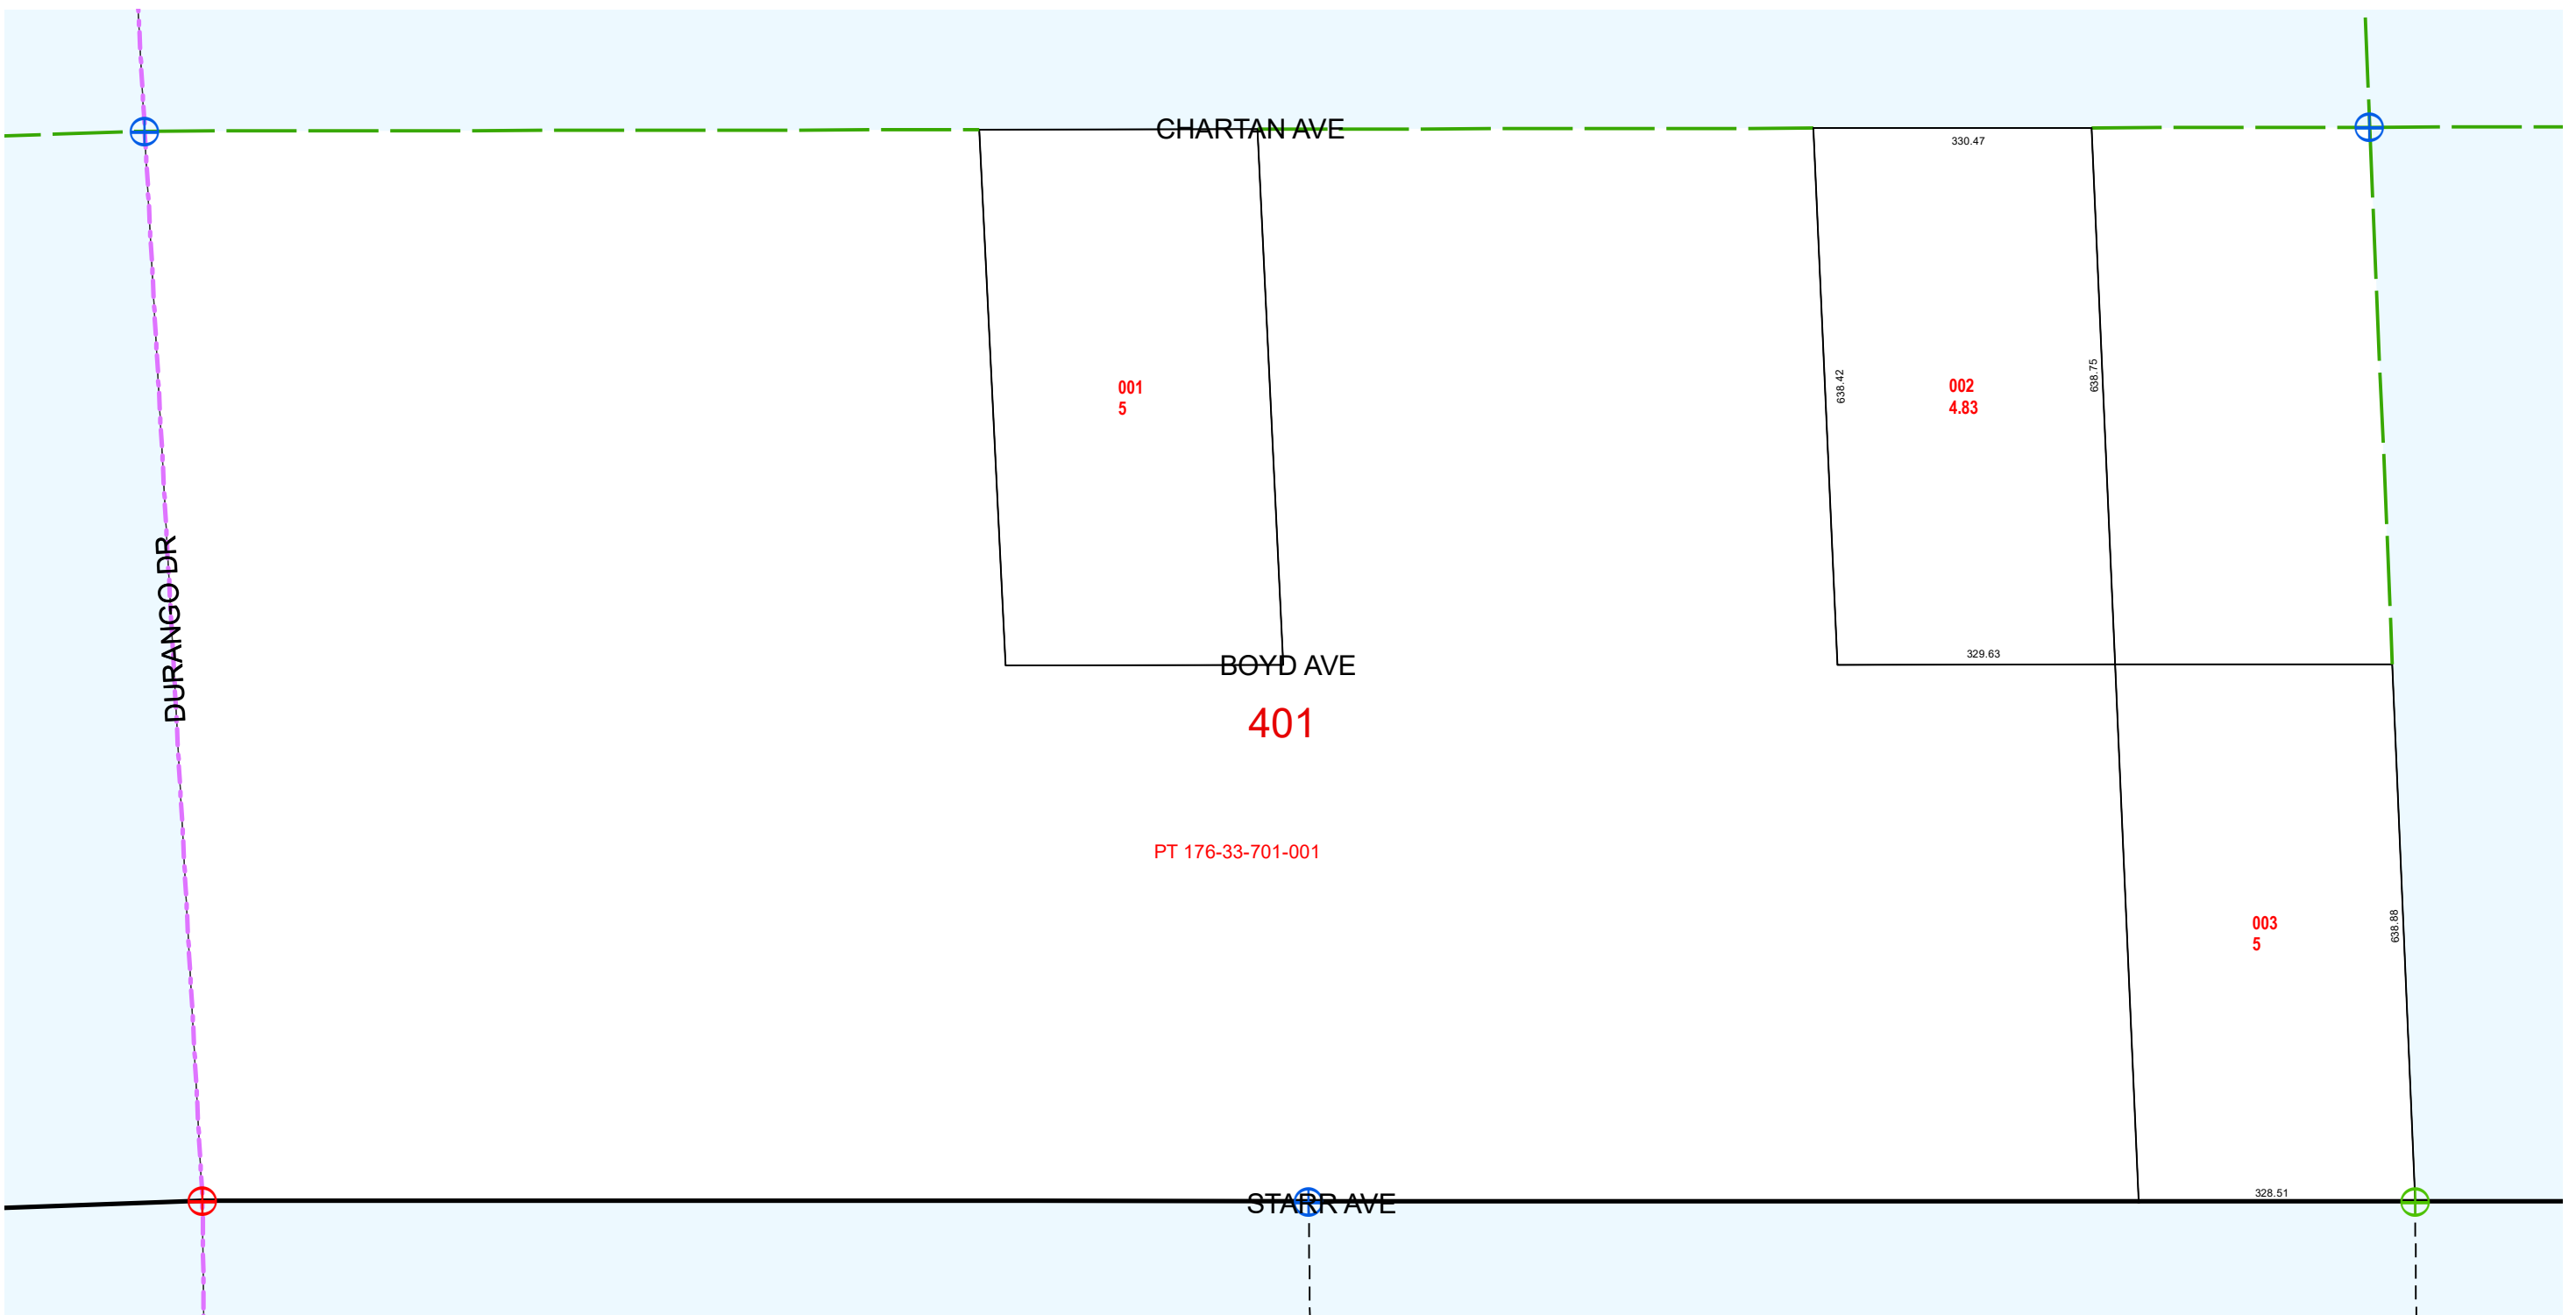 CHARTAN AVE
330.47
638.42
638.75
001
5
002
4.83
DURANGO DR
329.63
BOYD AVE
401
PT 176-33-701-001
003
5
638.88
328.51
STARR AVE